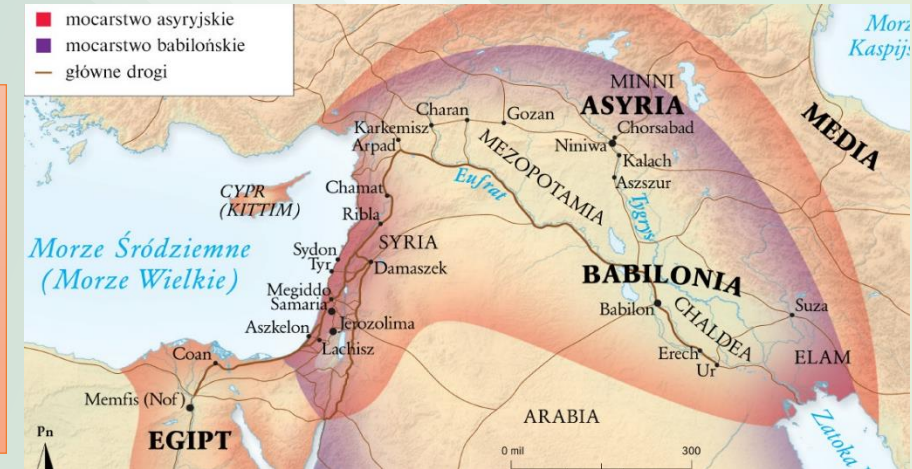 mocarstwo asyryjskie
mocarstwo babilońskie
główne drogi
Morze
Kaspijs
MINNI
ASYRIA
MEDIA
Charan
Gozan
Karkemisz
Arpad
Chorsabad
Niniwa
Kalach
Aszszur
MEZOPOTAMIA
Eufrat
Tygrys
CYPR
(KITTIM)
Chamat
Ribla
SYRIA
Morze Śródziemne
(Morze Wielkie)
Sydon
Tyr
Damaszek
Megiddo
Samaria
Aszkelon
Jerozolima
Lachisz
BABILONIA
Babilon
CHALDEA
Suza
Erech
Ur
ELAM
Coan
Memfis (Nof)
EGIPT
ARABIA
Zatoka
Pn
0 mil 300